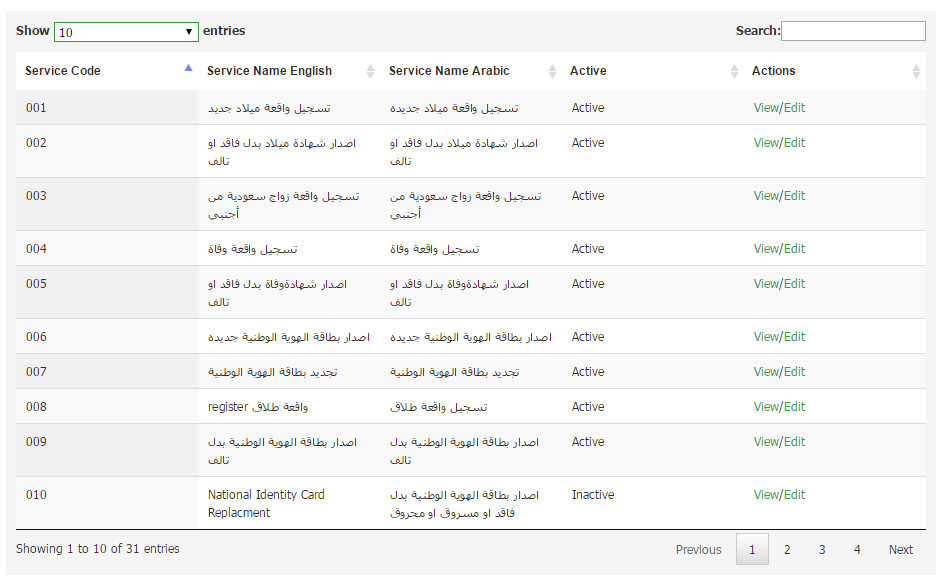 Show 10 entries Search:
Service Code Service Name English Service Name Arabic Active Actions
001 تسجيل واقعة ميلاد جديد تسجيل واقعة ميلاد جديده Active View/Edit
002 اصدار شهادة ميلاد بدل فاقد او اصدار شهادة ميلاد بدل فاقد او Active View/Edit
تالف تالف
003 تسجيل واقعة زواج سعودية من تسجيل واقعة زواج سعودية من Active View/Edit
أجنبي أجنبي
004 تسجيل واقعة وفاة تسجيل واقعة وفاة Active View/Edit
005 اصدار شهادةوفاة بدل فاقد او اصدار شهادةوفاة بدل فاقد او Active View/Edit
تالف تالف
006 اصدار بطاقة الهوية الوطنية جديده اصدار بطاقة الهوية الوطنية جديده Active View/Edit
007 تجديد بطاقة الهوية الوطنية تجديد بطاقة الهوية الوطنية Active View/Edit
008 register واقعة طلاق تسجيل واقعة طلاق Active View/Edit
009 اصدار بطاقة الهوية الوطنية بدل اصدار بطاقة الهوية الوطنية بدل Active View/Edit
تالف تالف
010 National Identity Card اصدار بطاقة الهوية الوطنية بدل Inactive View/Edit
Replacment فاقد او مسروق او محروق
Showing 1 to 10 of 31 entries Previous 1 2 3 4 Next